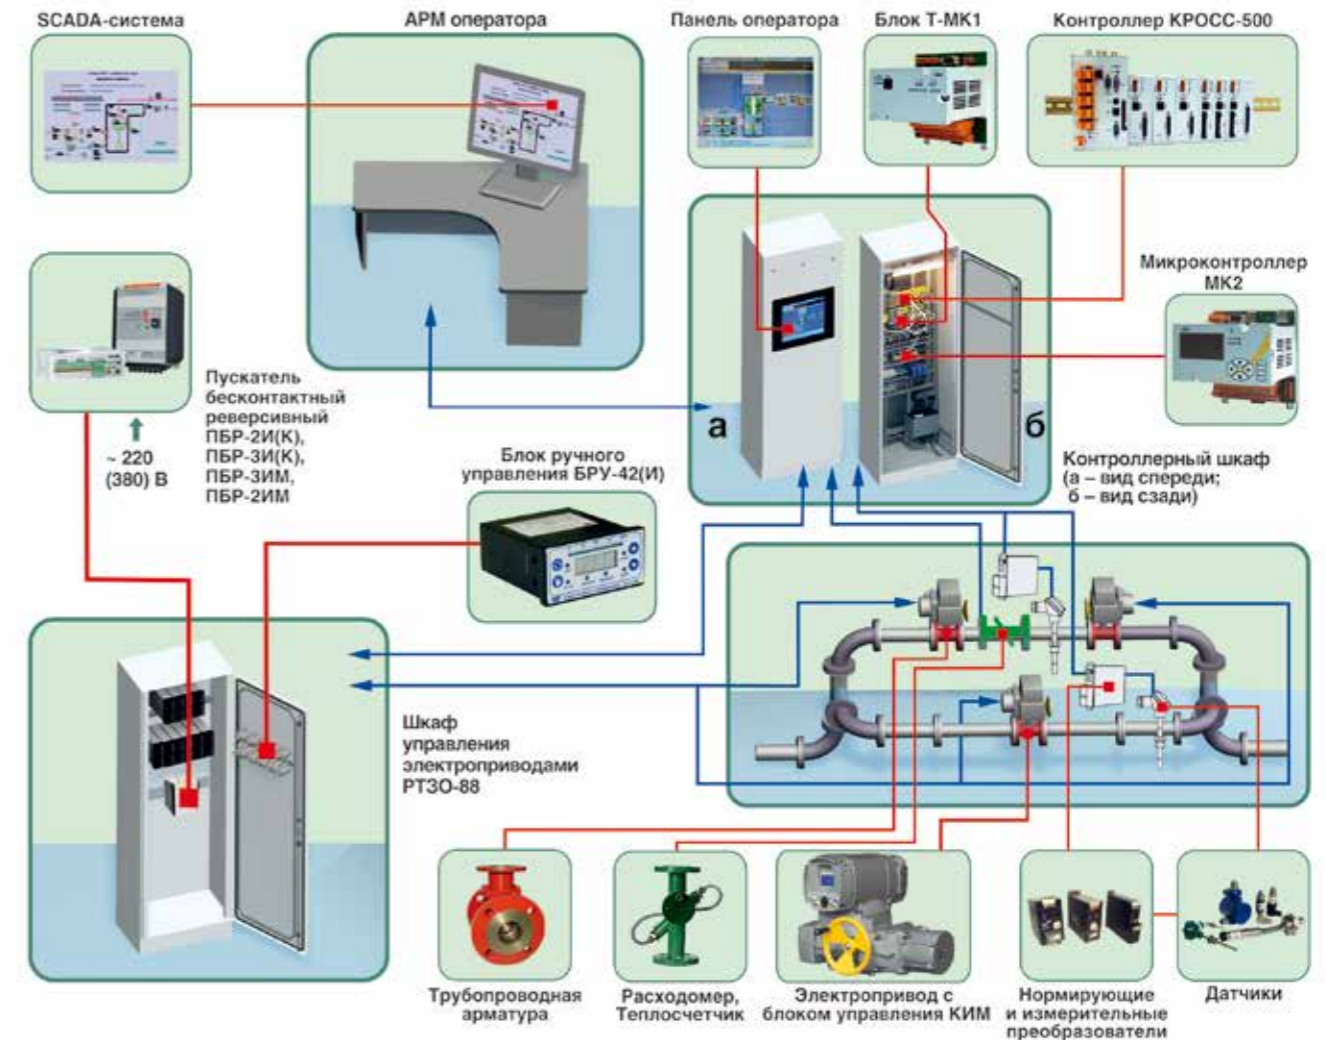 SCADA-система
АРМ оператора
Панель оператора
Блок Т-МК1
Контроллер КРОСС-500
Микроконтроллер
МК2
~ 220
(380) В
Пускатель
бесконтактный
реверсивный
ПБР-2И(К),
ПБР-3И(К),
ПБР-3ИМ,
ПБР-2ИМ
Блок ручного
управления БРУ-42(И)
а
б
Контроллерный шкаф
(а – вид спереди;
б – вид сзади)
Шкаф
управления
электроприводами
РТЗО-88
Трубопроводная
арматура
Расходомер,
Теплосчетчик
Электропривод с
блоком управления КИМ
Нормирующие
и измерительные
преобразователи
Датчики